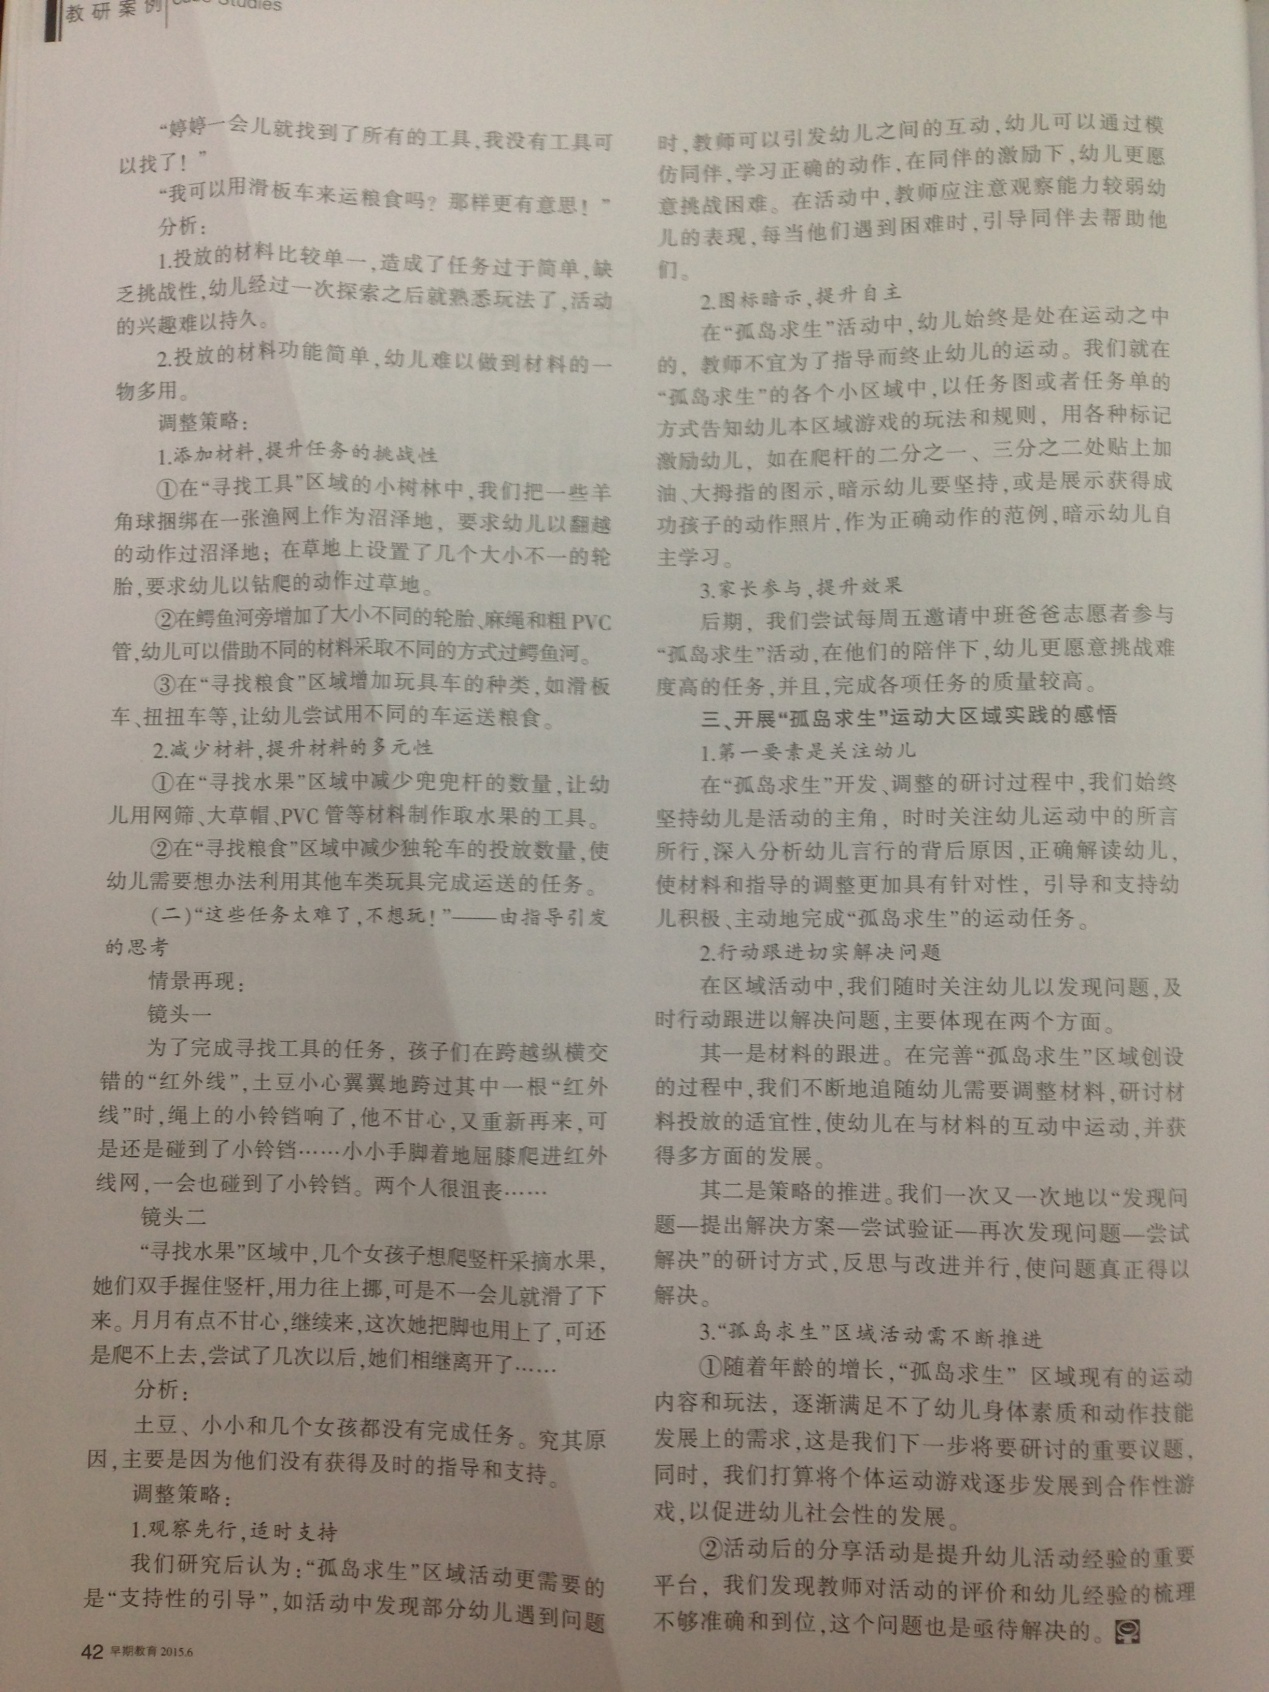 教研案例 Case Studies
“婷婷一会儿就找到了所有的工具,我没有工具可
以找了！”
“我可以用滑板车来运粮食吗？那样更有意思！”
分析：
1.投放的材料比较单一,造成了任务过于简单,缺
乏挑战性,幼儿经过一次探索之后就熟悉玩法了,活动
的兴趣难以持久。
2.投放的材料功能简单,幼儿难以做到材料的一
物多用。
调整策略：
1.添加材料,提升任务的挑战性
①在“寻找工具”区域的小树林中,我们把一些羊
角球捆绑在一张渔网上作为沼泽地，要求幼儿以翻越
的动作过沼泽地；在草地上设置了几个大小不一的轮
胎,要求幼儿以钻爬的动作过草地。
②在鳄鱼河旁增加了大小不同的轮胎、麻绳和粗PVC
管,幼儿可以借助不同的材料采取不同的方式过鳄鱼河。
③在“寻找粮食”区域增加玩具车的种类,如滑板
车、扭扭车等,让幼儿尝试用不同的车运送粮食。
2.减少材料,提升材料的多元性
①在“寻找水果”区域中减少兜兜杆的数量,让幼
儿用网筛、大草帽、PVC管等材料制作取水果的工具。
②在“寻找粮食”区域中减少独轮车的投放数量,使
幼儿需要想办法利用其他车类玩具完成运送的任务。
(二)“这些任务太难了,不想玩！”——由指导引发
的思考
情景再现：
镜头一
为了完成寻找工具的任务，孩子们在跨越纵横交
错的“红外线”,土豆小心翼翼地跨过其中一根“红外
线”时,绳上的小铃铛响了,他不甘心,又重新再来,可
是还是碰到了小铃铛……小小手脚着地屈膝爬进红外
线网,一会也碰到了小铃铛。两个人很沮丧……
镜头二
“寻找水果”区域中,几个女孩子想爬竖杆采摘水果,
她们双手握住竖杆,用力往上挪,可是不一会儿就滑了下
来。月月有点不甘心,继续来,这次她把脚也用上了,可还
是爬不上去,尝试了几次以后,她们相继离开了……
分析：
土豆、小小和几个女孩都没有完成任务。究其原
因,主要是因为他们没有获得及时的指导和支持。
调整策略：
1.观察先行,适时支持
我们研究后认为：“孤岛求生”区域活动更需要的
是“支持性的引导”,如活动中发现部分幼儿遇到问题
时,教师可以引发幼儿之间的互动,幼儿可以通过模
仿同伴,学习正确的动作,在同伴的激励下,幼儿更愿
意挑战困难。在活动中,教师应注意观察能力较弱幼
儿的表现,每当他们遇到困难时,引导同伴去帮助他
们。
2.图标暗示,提升自主
在“孤岛求生”活动中,幼儿始终是处在运动之中
的，教师不宜为了指导而终止幼儿的运动。我们就在
“孤岛求生”的各个小区域中,以任务图或者任务单的
方式告知幼儿本区域游戏的玩法和规则，用各种标记
激励幼儿，如在爬杆的二分之一、三分之二处贴上加
油、大拇指的图示,暗示幼儿要坚持,或是展示获得成
功孩子的动作照片,作为正确动作的范例,暗示幼儿自
主学习。
3.家长参与,提升效果
后期，我们尝试每周五邀请中班爸爸志愿者参与
“孤岛求生”活动,在他们的陪伴下,幼儿更愿意挑战难
度高的任务,并且,完成各项任务的质量较高。
三、开展“孤岛求生”运动大区域实践的感悟
1.第一要素是关注幼儿
在“孤岛求生”开发、调整的研讨过程中,我们始终
坚持幼儿是活动的主角，时时关注幼儿运动中的所言
所行,深入分析幼儿言行的背后原因,正确解读幼儿,
使材料和指导的调整更加具有针对性，引导和支持幼
儿积极、主动地完成“孤岛求生”的运动任务。
2.行动跟进切实解决问题
在区域活动中,我们随时关注幼儿以发现问题,及
时行动跟进以解决问题,主要体现在两个方面。
其一是材料的跟进。在完善“孤岛求生”区域创设
的过程中,我们不断地追随幼儿需要调整材料,研讨材
料投放的适宜性,使幼儿在与材料的互动中运动,并获
得多方面的发展。
其二是策略的推进。我们一次又一次地以“发现问
题—提出解决方案—尝试验证—再次发现问题—尝试
解决”的研讨方式,反思与改进并行,使问题真正得以
解决。
3.“孤岛求生”区域活动需不断推进
①随着年龄的增长,“孤岛求生”区域现有的运动
内容和玩法，逐渐满足不了幼儿身体素质和动作技能
发展上的需求,这是我们下一步将要研讨的重要议题,
同时，我们打算将个体运动游戏逐步发展到合作性游
戏,以促进幼儿社会性的发展。
②活动后的分享活动是提升幼儿活动经验的重要
平台，我们发现教师对活动的评价和幼儿经验的梳理
不够准确和到位,这个问题也是亟待解决的。
42 早期教育 2015.6